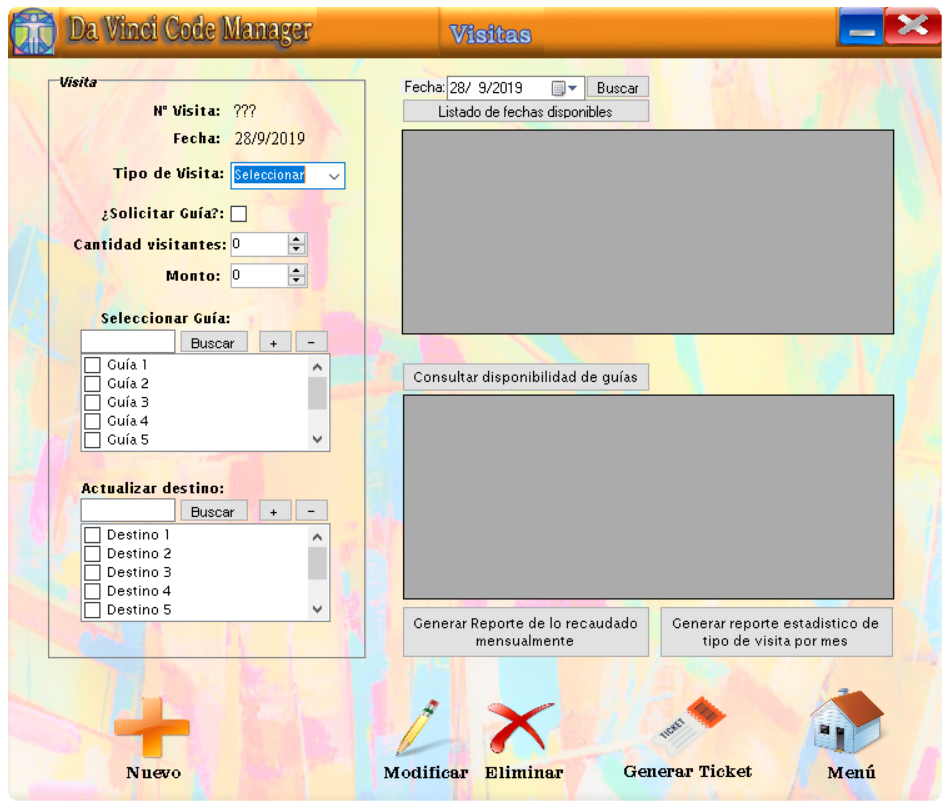 Da Vinci Code Manager
Visitas
Visita
Nº Visita: ???
Fecha: 28/9/2019
Tipo de Visita: Seleccionar
¿Solicitar Guía?:
Cantidad visitantes: 0
Monto: 0
Seleccionar Guía:
Buscar + -
Guía 1
Guía 2
Guía 3
Guía 4
Guía 5
Actualizar destino:
Buscar + -
Destino 1
Destino 2
Destino 3
Destino 4
Destino 5
Fecha: 28/ 9/2019 Buscar
Listado de fechas disponibles
Consultar disponibilidad de guías
Generar Reporte de lo recaudado
mensualmente
Generar reporte estadistico de
tipo de visita por mes
Nuevo
Modificar
Eliminar
TICKET
Generar Ticket
Menú